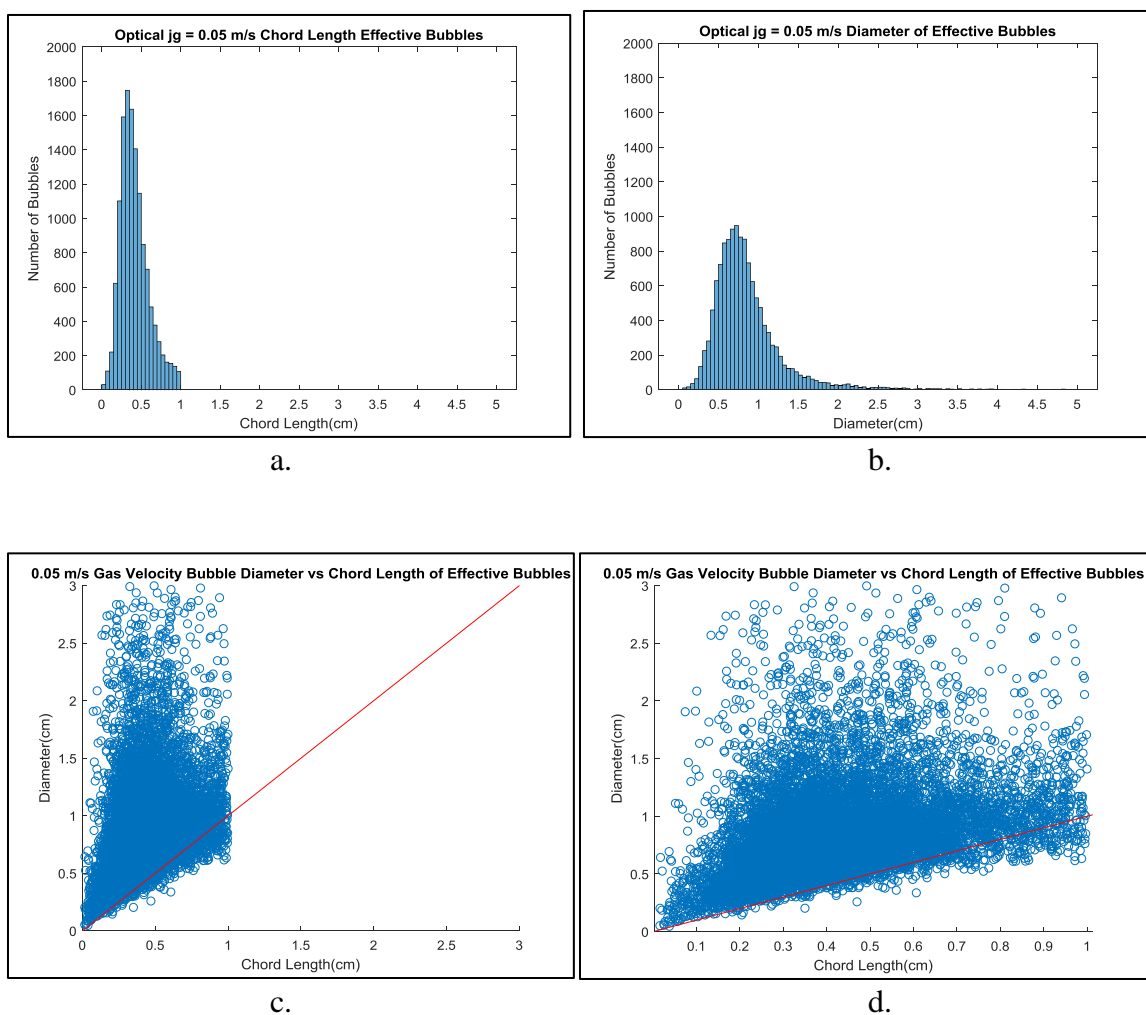 Optical jg = 0.05 m/s Chord Length Effective Bubbles
Number of Bubbles
2000
1800
1600
1400
1200
1000
800
600
400
200
0
0 0.5 1 1.5 2 2.5 3 3.5 4 4.5 5
Chord Length(cm)
a.
Optical jg = 0.05 m/s Diameter of Effective Bubbles
Number of Bubbles
2000
1800
1600
1400
1200
1000
800
600
400
200
0
0 0.5 1 1.5 2 2.5 3 3.5 4 4.5 5
Diameter(cm)
b.
0.05 m/s Gas Velocity Bubble Diameter vs Chord Length of Effective Bubbles
Diameter(cm)
3
2.5
2
1.5
1
0.5
0
0 0.5 1 1.5 2 2.5 3
Chord Length(cm)
c.
0.05 m/s Gas Velocity Bubble Diameter vs Chord Length of Effective Bubbles
Diameter(cm)
3
2.5
2
1.5
1
0.5
0
0.1 0.2 0.3 0.4 0.5 0.6 0.7 0.8 0.9 1
Chord Length(cm)
d.